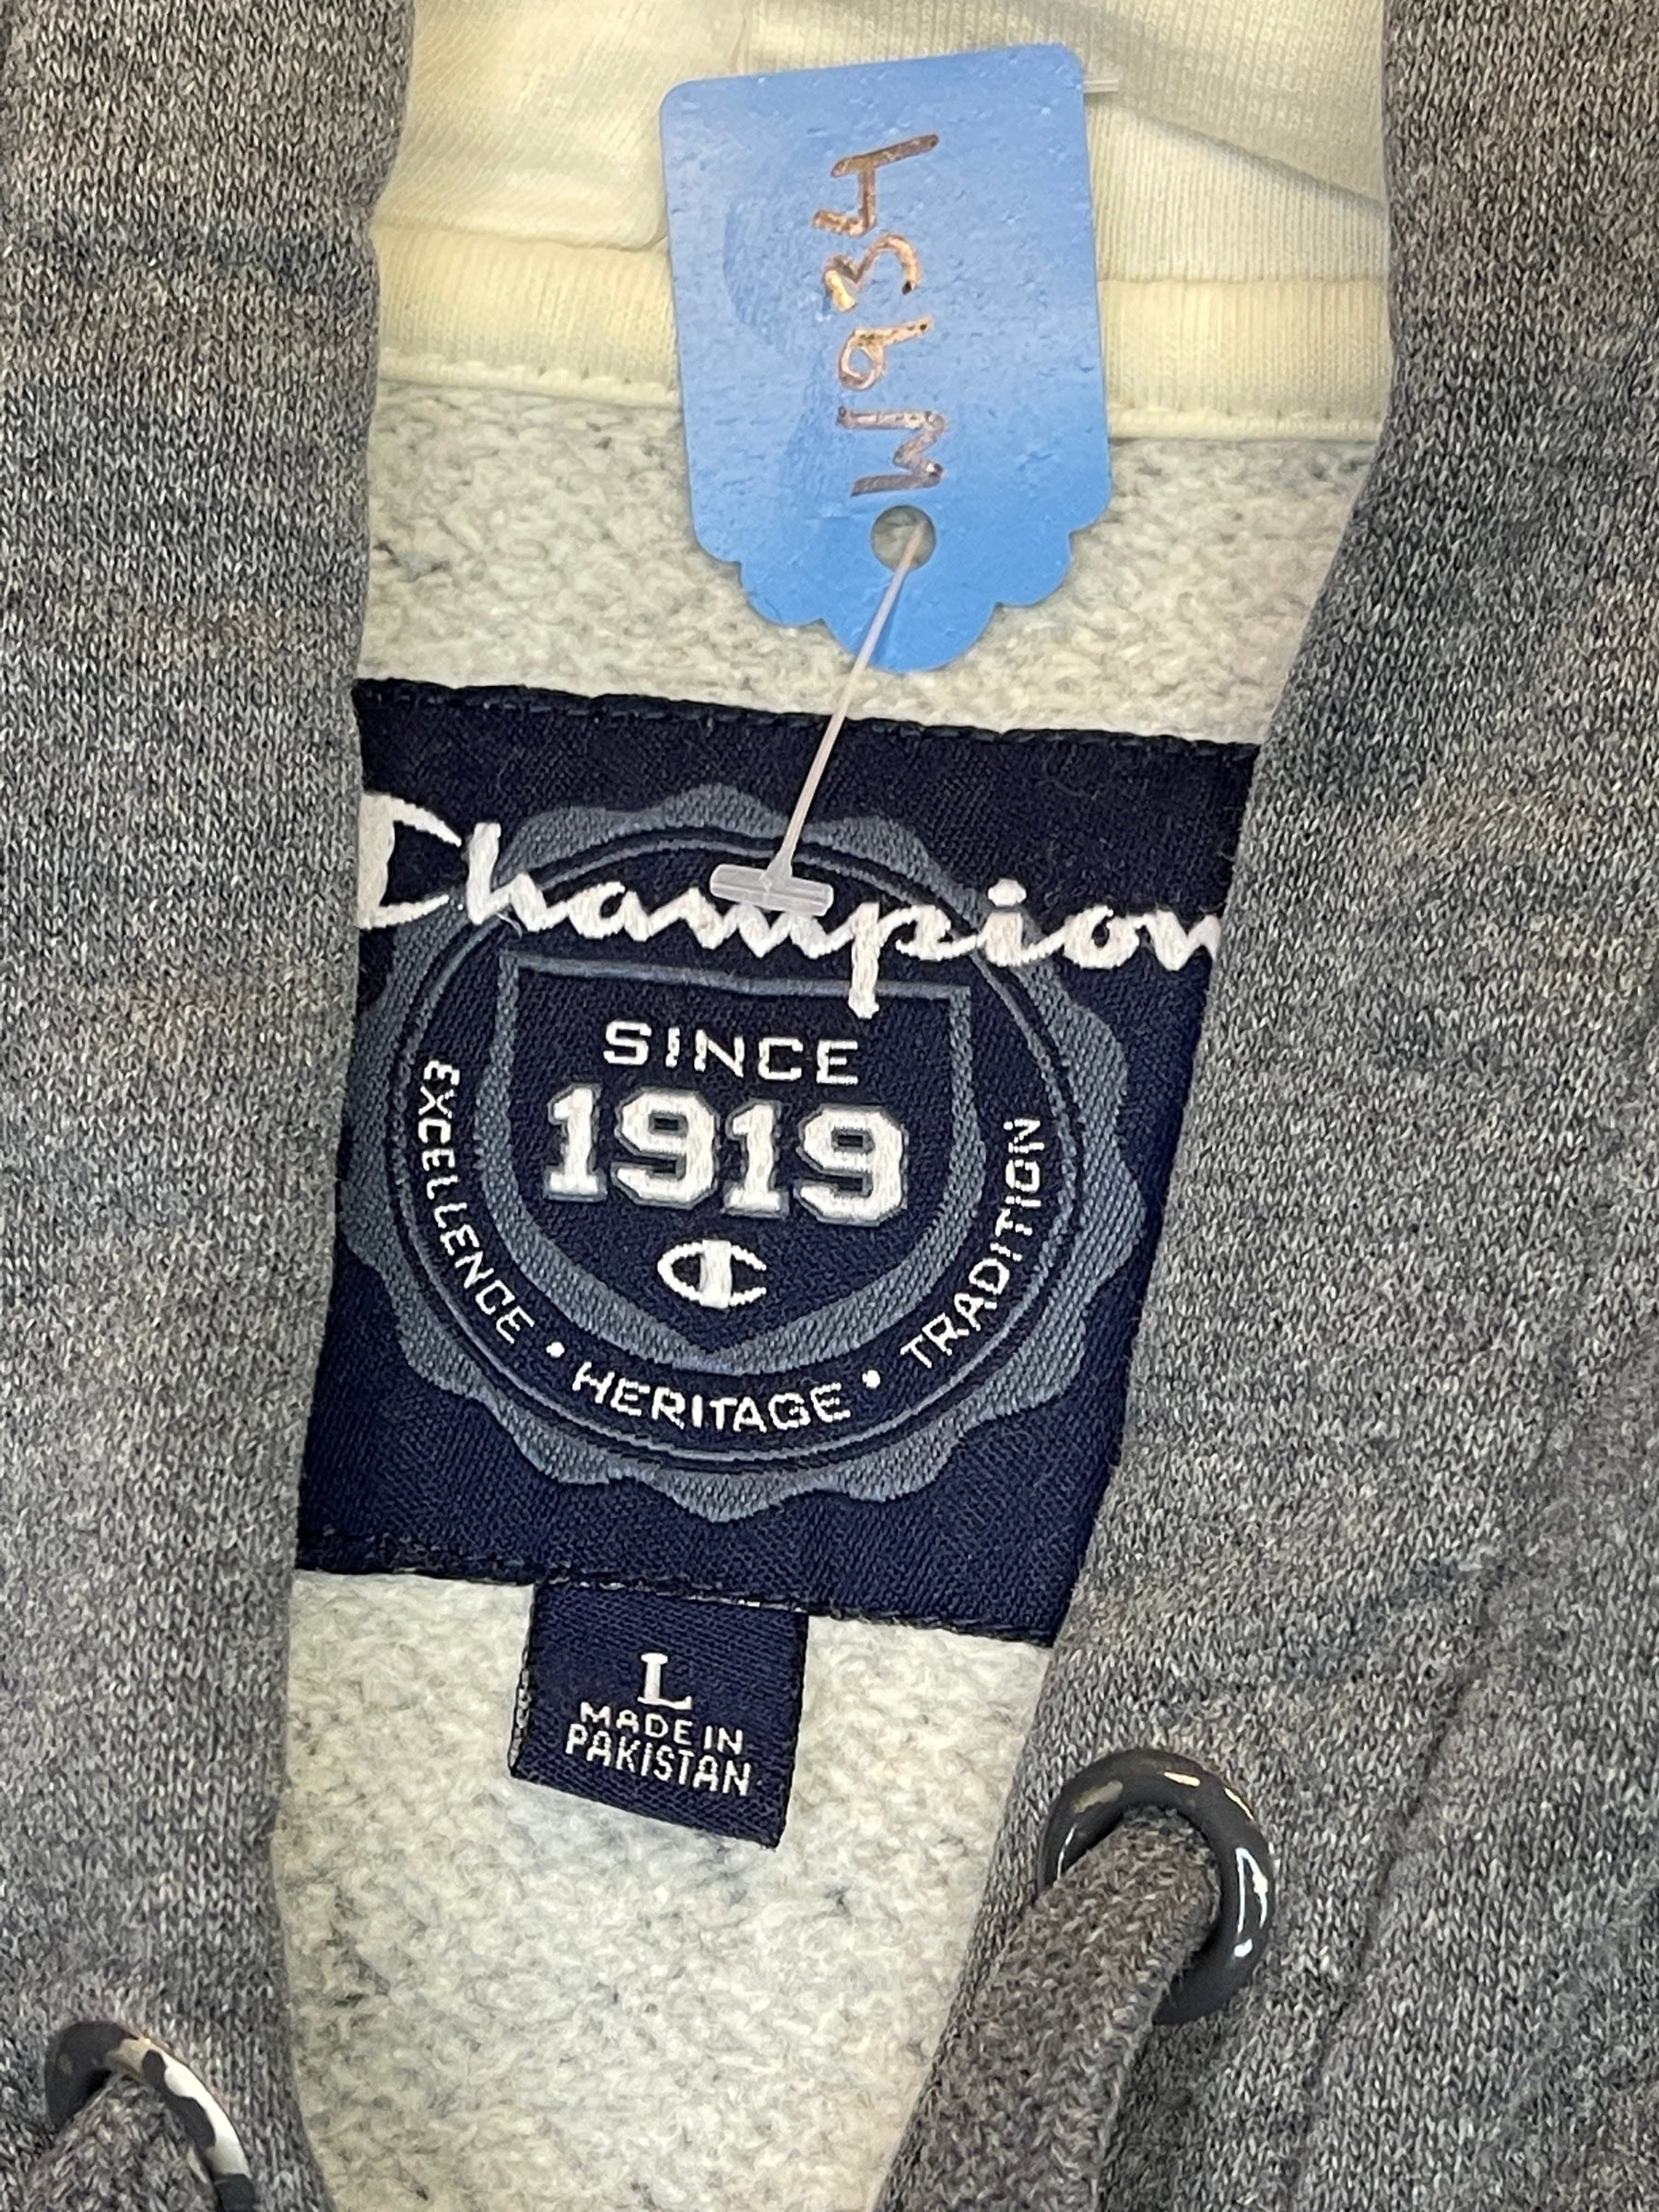 W934
Champion
SINCE
1919
EXCELLENCE • HERITAGE • TRADITION
L
MADE IN
PAKISTAN